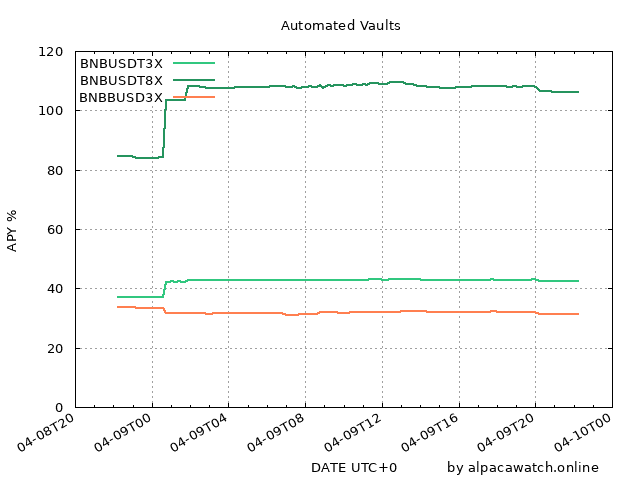 Automated Vaults
BNBUSDT3X
BNBUSDT8X
BNBBUSD3X
120
100
80
60
40
20
0
APY %
04-08T20
04-09T00
04-09T04
04-09T08
04-09T12
04-09T16
04-09T20
04-10T00
DATE UTC+0
by alpacawatch.online